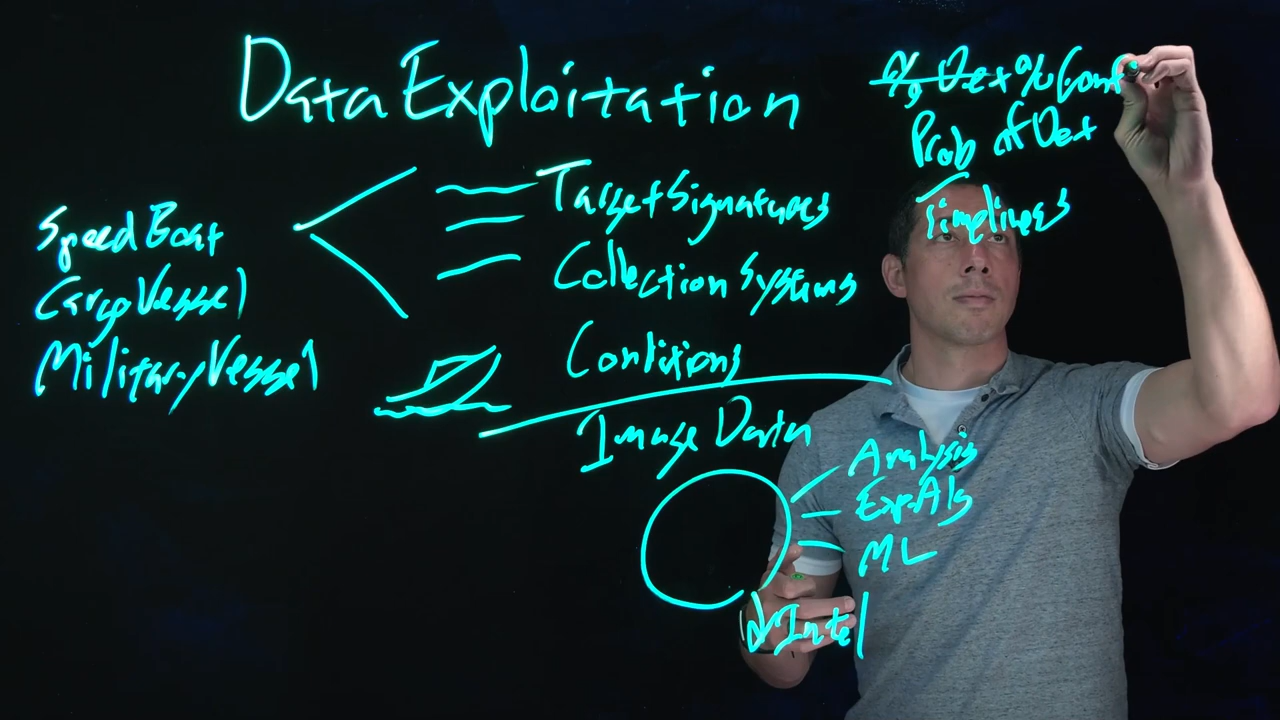 Data Exploitation
Speed Boat
Cargo Vessel
Military Vessel
Target Signatures
Collection Systems
Conditions
Image Data
Analysis
Exp. Als
ML
Intel
% Det % Conf
Prob of Det
Timelines